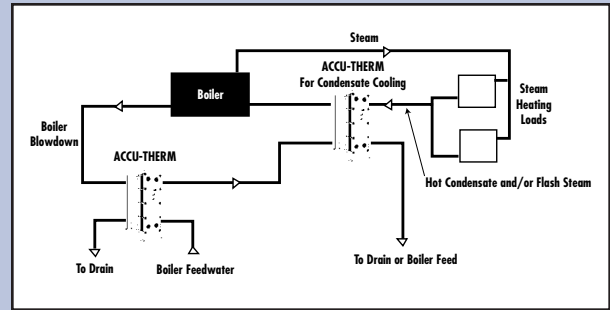 Steam
ACCU-THERM
For Condensate Cooling
Boiler
Steam
Heating
Loads
Boiler
Blowdown
ACCU-THERM
Hot Condensate and/or Flash Steam
To Drain
Boiler Feedwater
To Drain or Boiler Feed